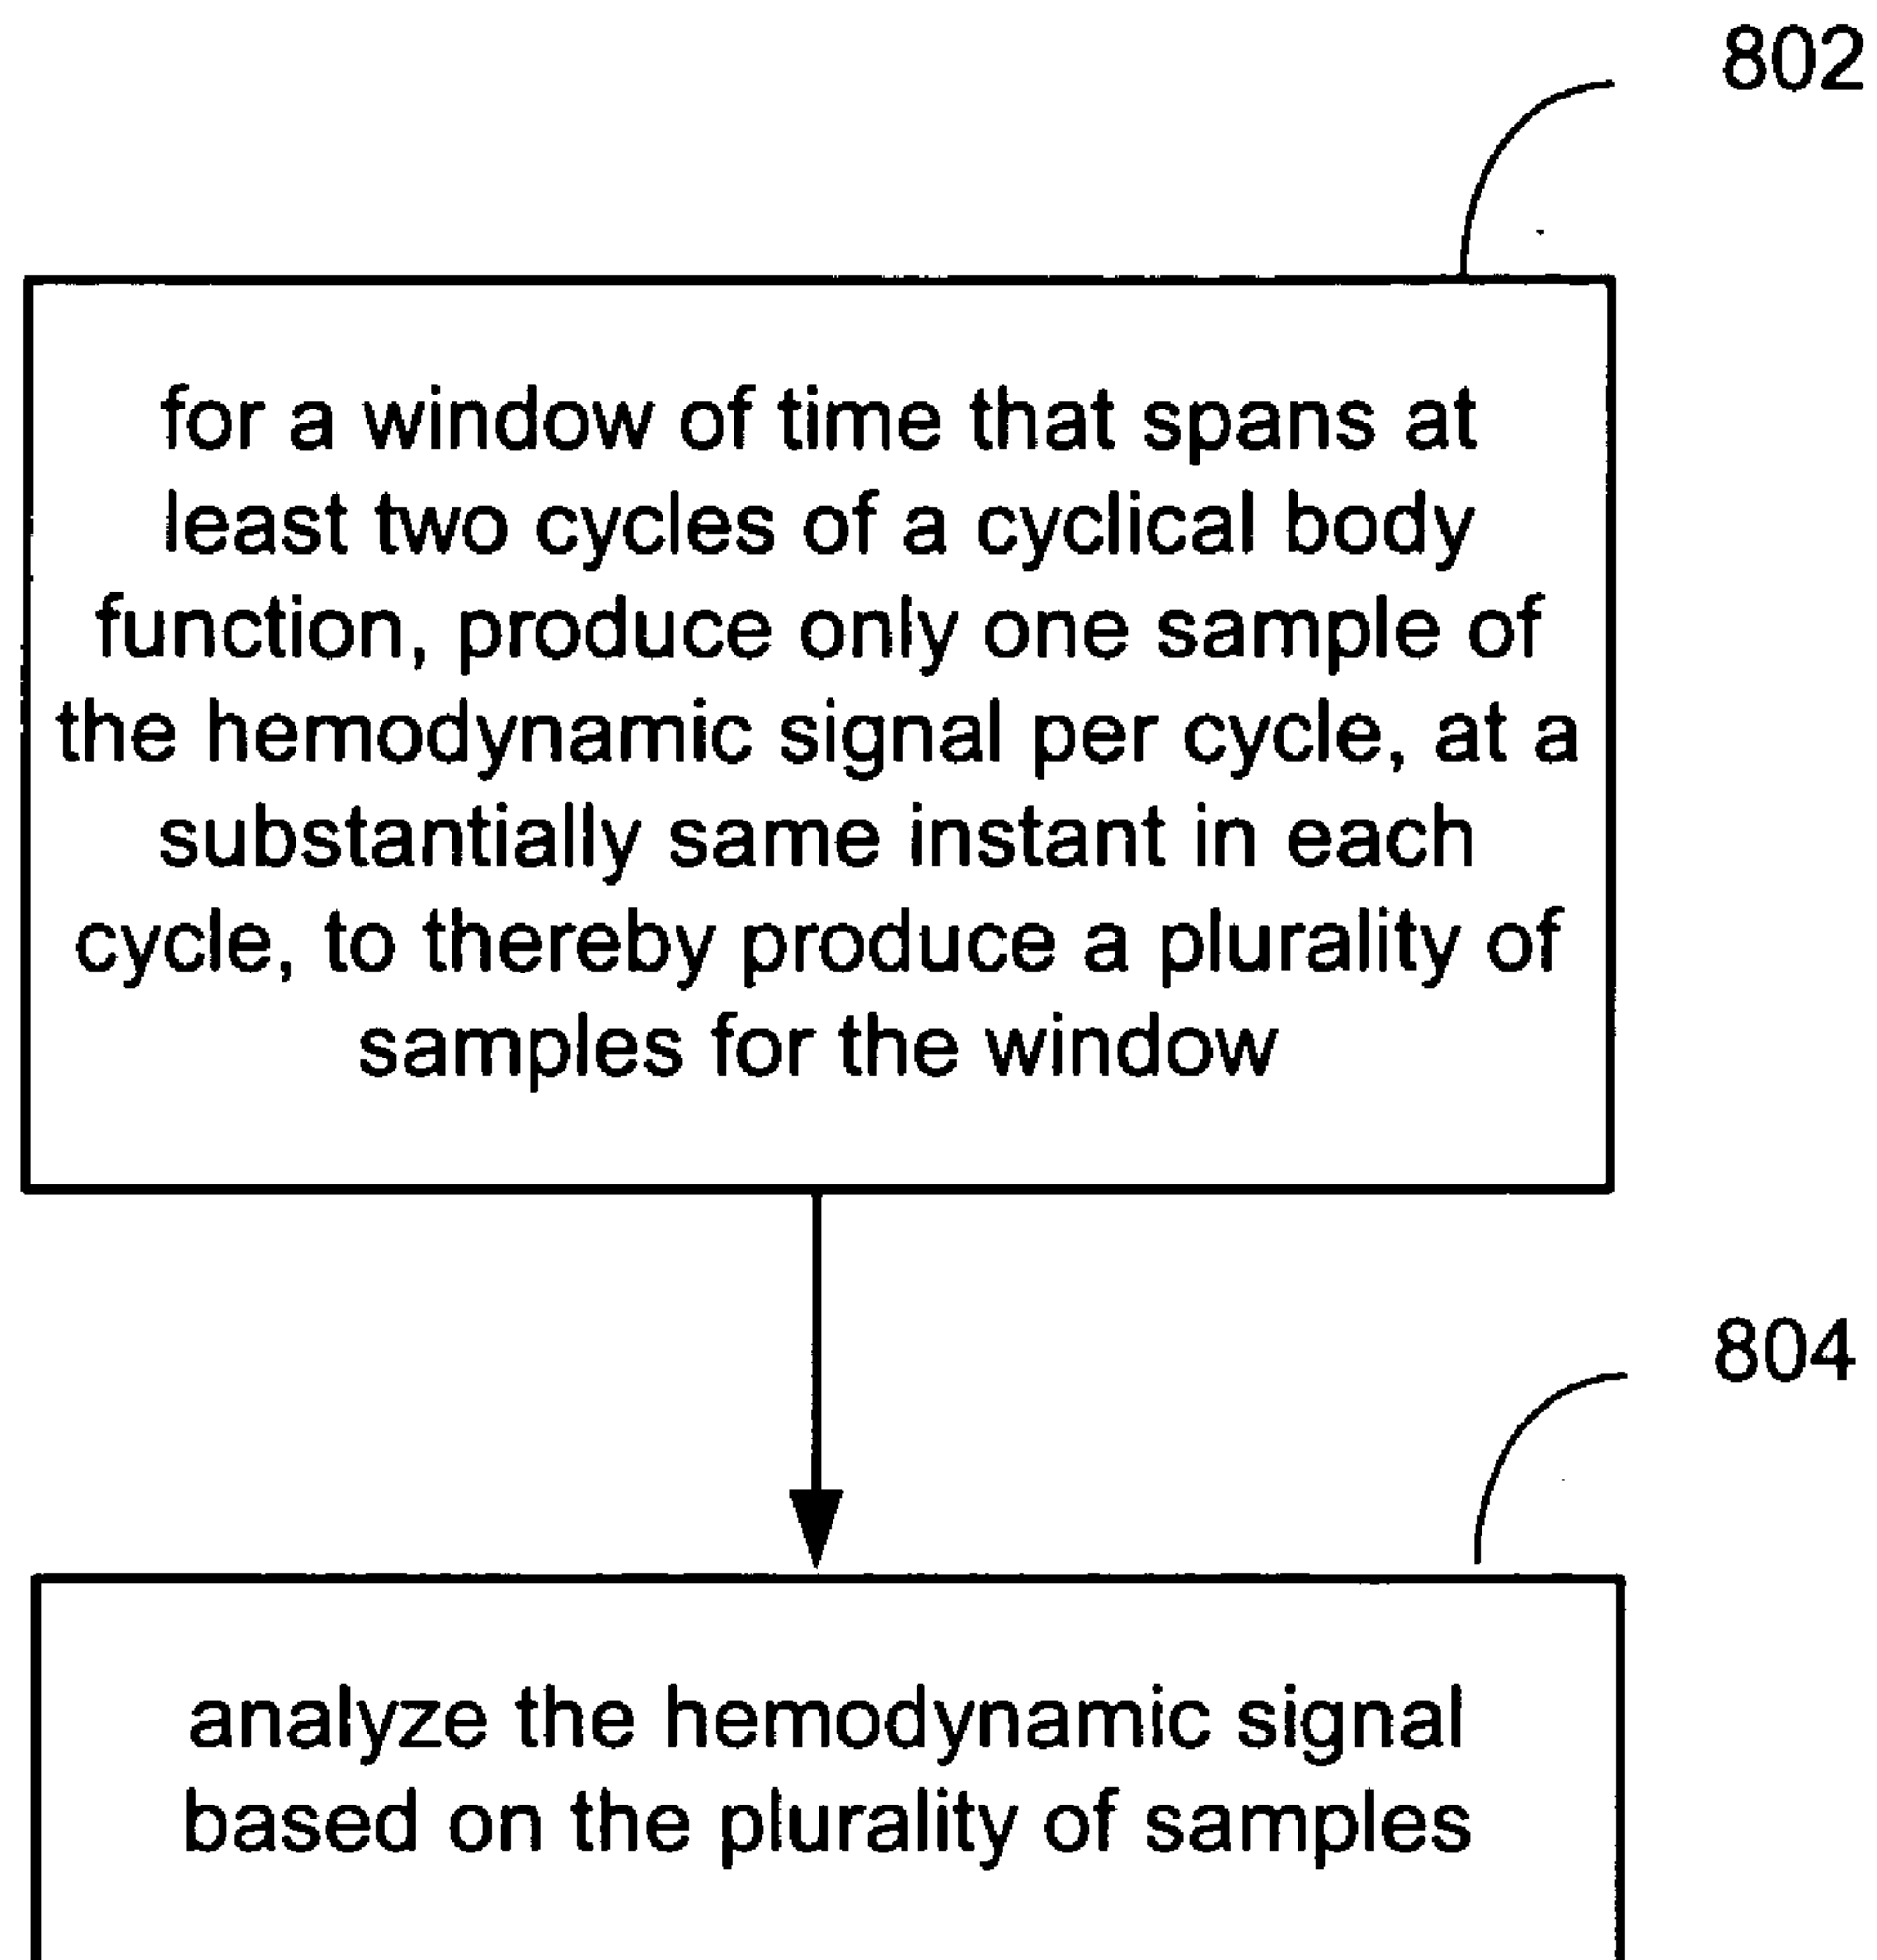 802
for a window of time that spans at
least two cycles of a cyclical body
function, produce only one sample of
the hemodynamic signal per cycle, at a
substantially same instant in each
cycle, to thereby produce a plurality of
samples for the window
804
analyze the hemodynamic signal
based on the plurality of samples